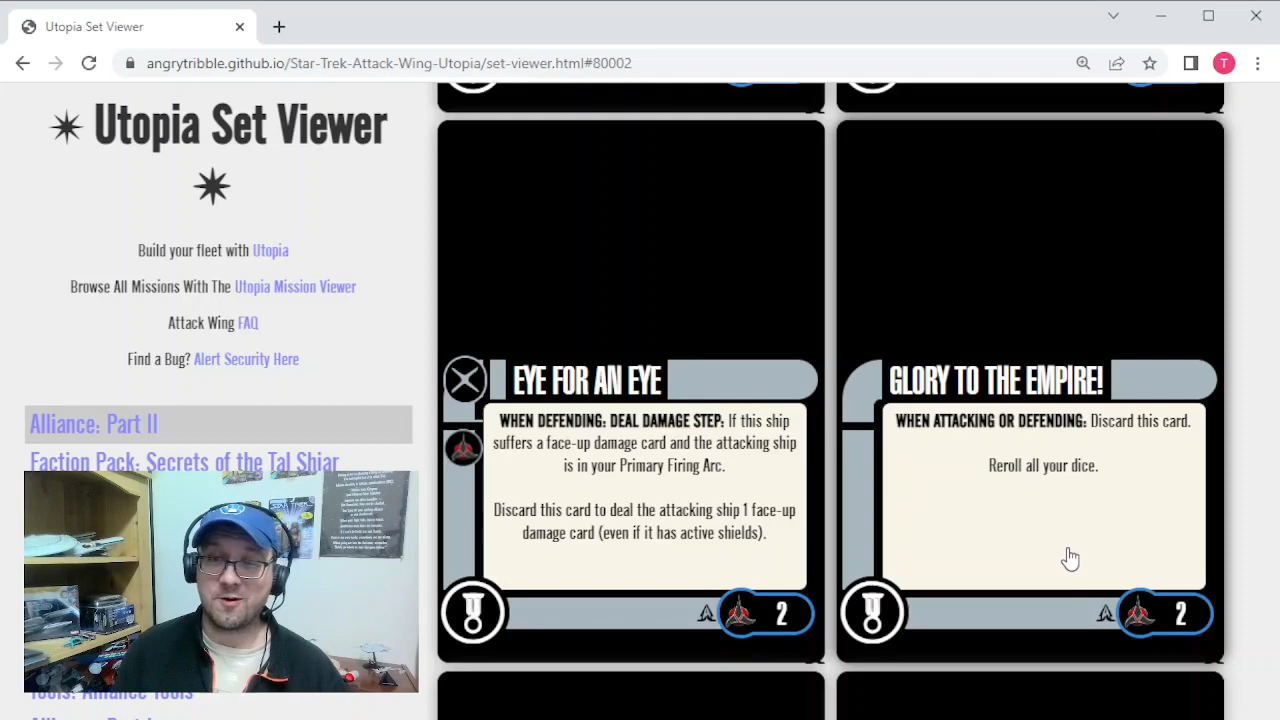 Utopia Set Viewer
angrytribble.github.io/Star-Trek-Attack-Wing-Utopia/set-viewer.html#80002
T
Utopia Set Viewer
Build your fleet with Utopia
Browse All Missions With The Utopia Mission Viewer
Attack Wing FAQ
Find a Bug? Alert Security Here
Alliance: Part II
Faction Pack: Secrets of the Tal Shiar
Tools: Alliance Tools
EYE FOR AN EYE
WHEN DEFENDING: DEAL DAMAGE STEP: If this ship
suffers a face-up damage card and the attacking ship
is in your Primary Firing Arc.
Discard this card to deal the attacking ship 1 face-up
damage card (even if it has active shields).
2
GLORY TO THE EMPIRE!
WHEN ATTACKING OR DEFENDING: Discard this card.
Reroll all your dice.
2